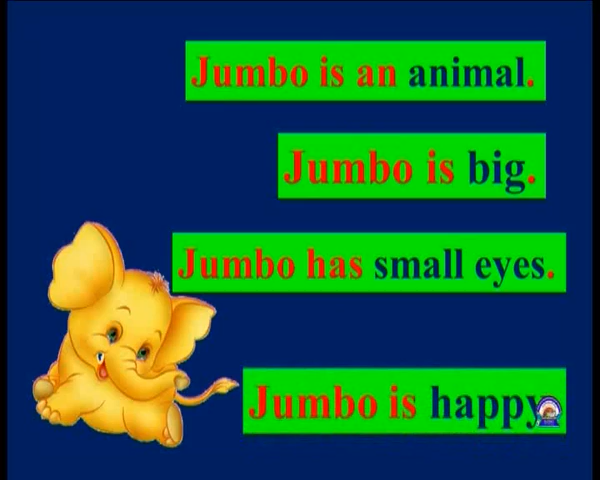 Jumbo is an animal.
Jumbo is big.
Jumbo has small eyes.
Jumbo is happy